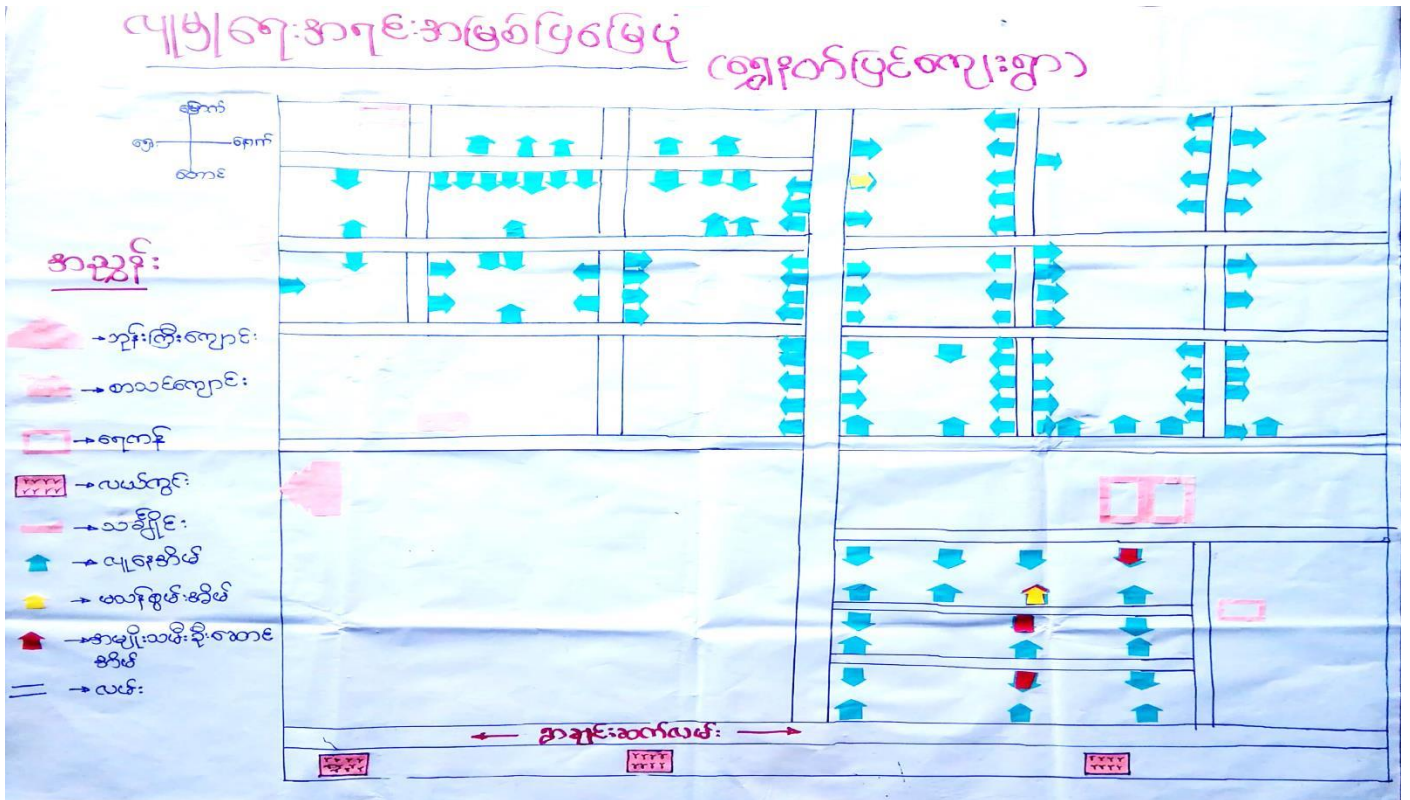 လူမှုရေးအရင်းအမြစ်ပြမြေပုံ
(ရွှေနတ်ပြင်ကျေးရွာ)
မြောက်
ရှေ့ နောက်
တောင်
အညွှန်း
→ ဘုန်းကြီးကျောင်း
→ စာသင်ကျောင်း
→ ရေကန်
→ လယ်ကွင်း
→ သင်္ချိုင်း
→ လူနေအိမ်
→ မသန်စွမ်းအိမ်
→ အမျိုးသမီးဦးဆောင်
အိမ်
→ လမ်း
← ရွာချင်းဆက်လမ်း →